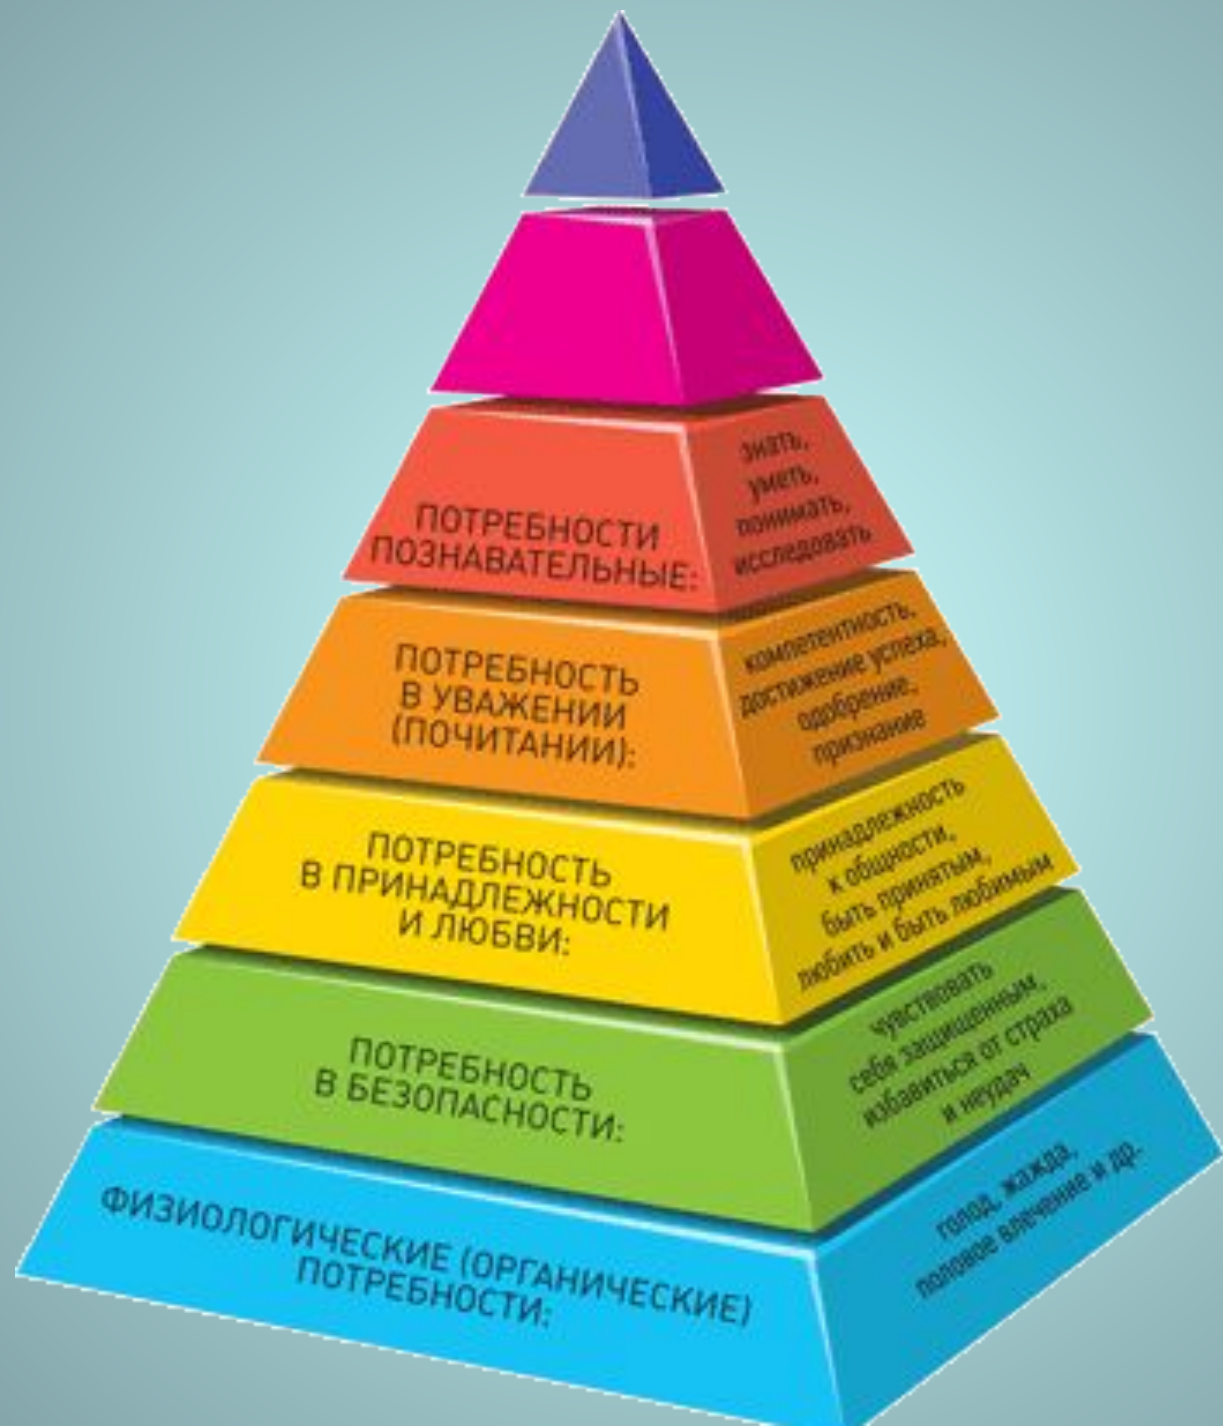 ПОТРЕБНОСТИ
ПОЗНАВАТЕЛЬНЫЕ:
знать,
уметь,
понимать,
исследовать
ПОТРЕБНОСТЬ
В УВАЖЕНИИ
(ПОЧИТАНИИ):
компетентность,
достижение успеха,
одобрение,
признание
ПОТРЕБНОСТЬ
В ПРИНАДЛЕЖНОСТИ
И ЛЮБВИ:
принадлежность
к общности,
быть принятым,
любить и быть любимым
ПОТРЕБНОСТЬ
В БЕЗОПАСНОСТИ:
чувствовать
себя защищенным,
избавиться от страха
и неудач
ФИЗИОЛОГИЧЕСКИЕ (ОРГАНИЧЕСКИЕ)
ПОТРЕБНОСТИ:
голод, жажда,
половое влечение и др.